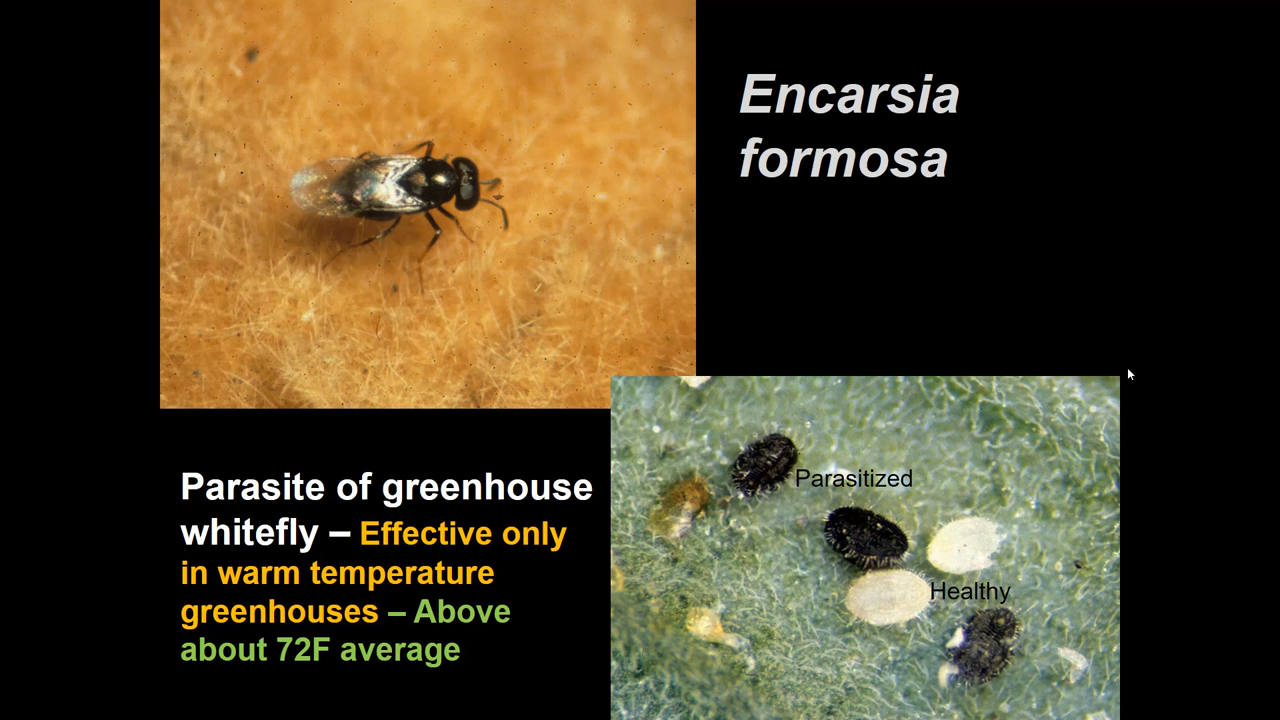 Encarsia
formosa
Parasite of greenhouse
whitefly – Effective only
in warm temperature
greenhouses – Above
about 72F average
Parasitized
Healthy